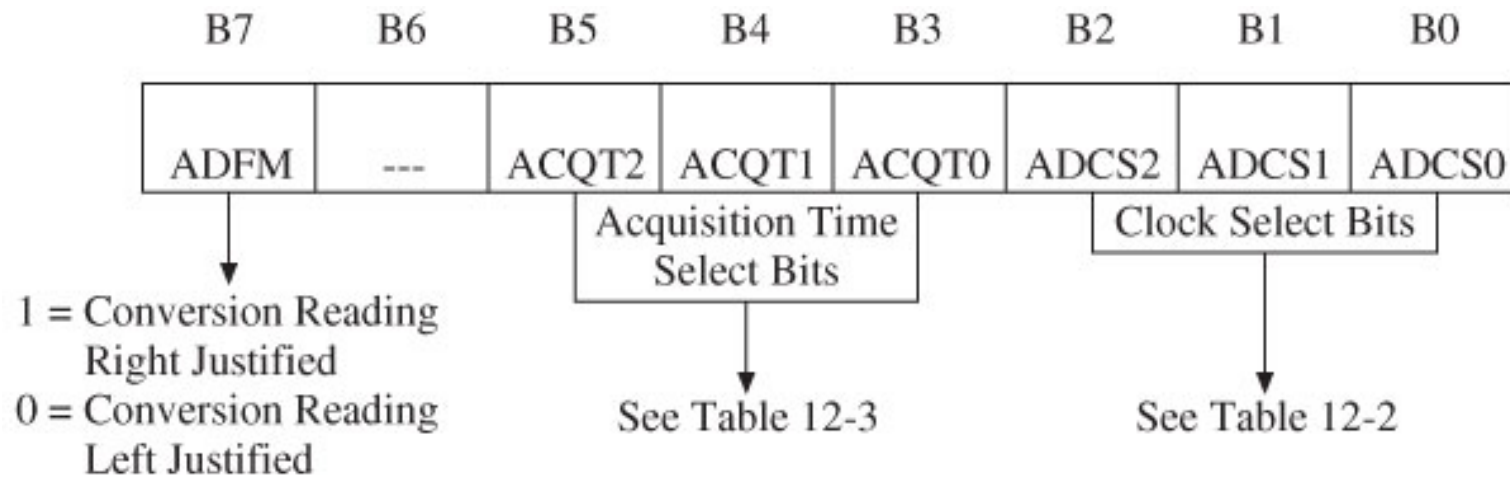 B7 B6 B5 B4 B3 B2 B1 B0
ADFM --- ACQT2 ACQT1 ACQT0 ADCS2 ADCS1 ADCS0
Acquisition Time
Select Bits
Clock Select Bits
1 = Conversion Reading
Right Justified
0 = Conversion Reading
Left Justified
See Table 12-3
See Table 12-2